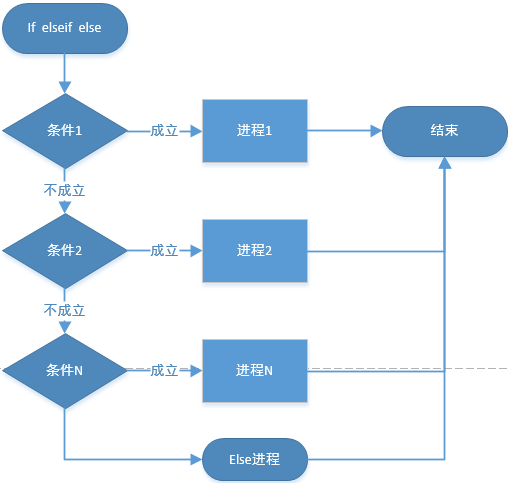 If elseif else
条件1
成立
进程1
结束
不成立
条件2
成立
进程2
不成立
条件N
成立
进程N
Else进程